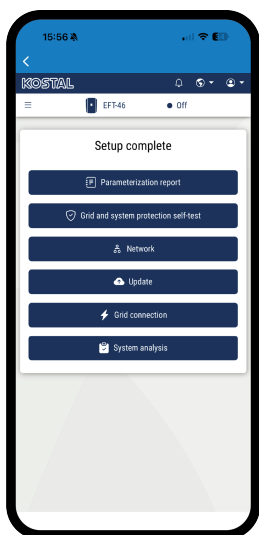 15:56
KOSTAL
EFT-46
Off
Setup complete
Parameterization report
Grid and system protection self-test
Network
Update
Grid connection
System analysis